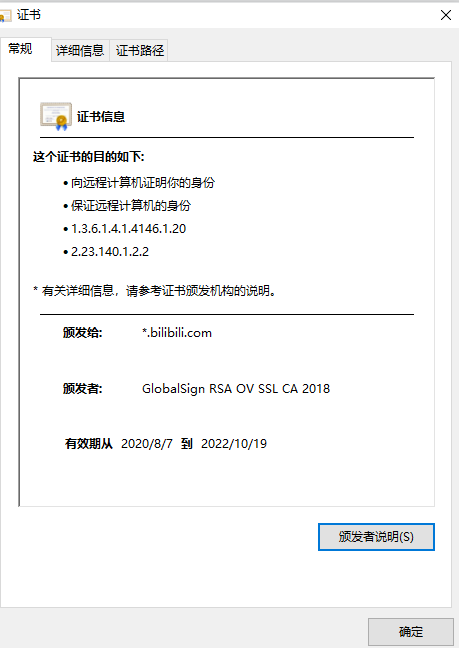 证书
常规 详细信息 证书路径
证书信息
这个证书的目的如下:
• 向远程计算机证明你的身份
• 保证远程计算机的身份
• 1.3.6.1.4.1.4146.1.20
• 2.23.140.1.2.2
* 有关详细信息，请参考证书颁发机构的说明。
颁发给: *.bilibili.com
颁发者: GlobalSign RSA OV SSL CA 2018
有效期从 2020/8/7 到 2022/10/19
颁发者说明(S)
确定